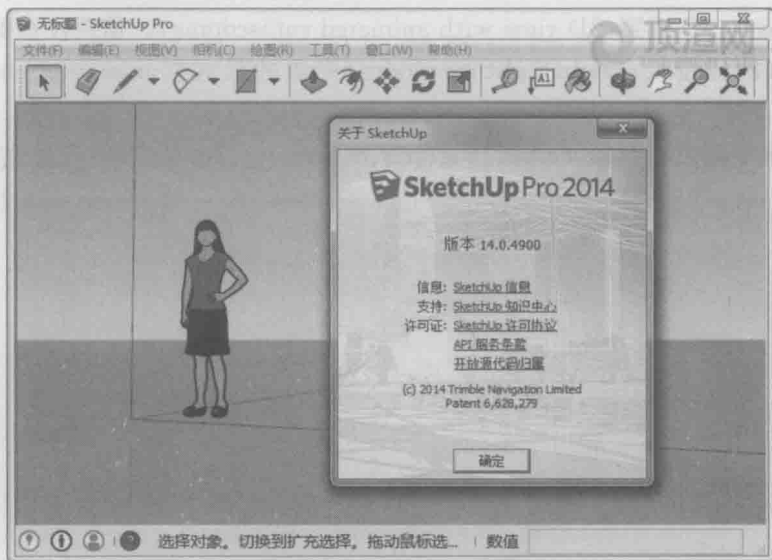 无标题 - SketchUp Pro
文件(F) 编辑(E) 视图(V) 相机(C) 绘图(R) 工具(T) 窗口(W) 帮助(H)
顶渲网
A1
关于 SketchUp
SketchUp Pro 2014
版本 14.0.4900
信息: SketchUp 信息
支持: SketchUp 知识中心
许可证: SketchUp 许可协议
API 服务条款
开放源代码归属
(c) 2014 Trimble Navigation Limited
Patent 6,628,279
确定
选择对象。切换到扩充选择。拖动鼠标选... 数值